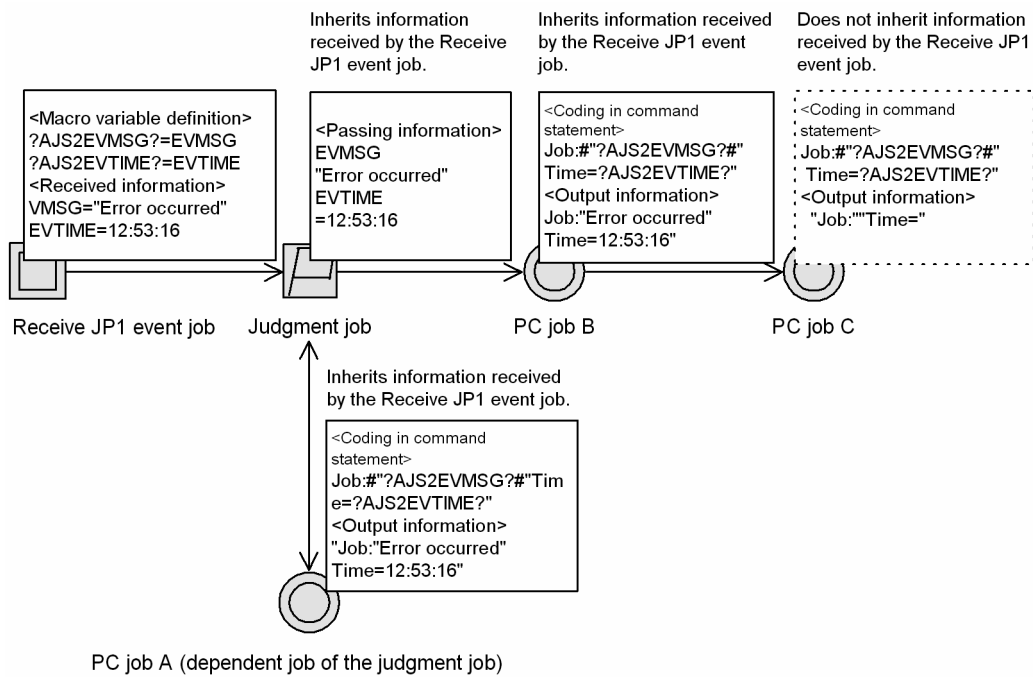 Inherits information
received by the Receive
JP1 event job.
Inherits information received
by the Receive JP1 event
job.
Does not inherit information
received by the Receive JP1
event job.
<Macro variable definition>
?AJS2EVMSG?=EVMSG
?AJS2EVTIME?=EVTIME
<Received information>
VMSG="Error occurred"
EVTIME=12:53:16
<Passing information>
EVMSG
"Error occurred"
EVTIME
=12:53:16
<Coding in command
statement>
Job:#"?AJS2EVMSG?#"
Time=?AJS2EVTIME?"
<Output information>
Job:"Error occurred"
Time=12:53:16"
<Coding in command
statement>
Job:#"?AJS2EVMSG?#"
Time=?AJS2EVTIME?"
<Output information>
"Job:""Time="
Receive JP1 event job
Judgment job
PC job B
PC job C
Inherits information received
by the Receive JP1 event job.
<Coding in command
statement>
Job:#"?AJS2EVMSG?#"Tim
e=?AJS2EVTIME?"
<Output information>
"Job:"Error occurred"
Time=12:53:16"
PC job A (dependent job of the judgment job)